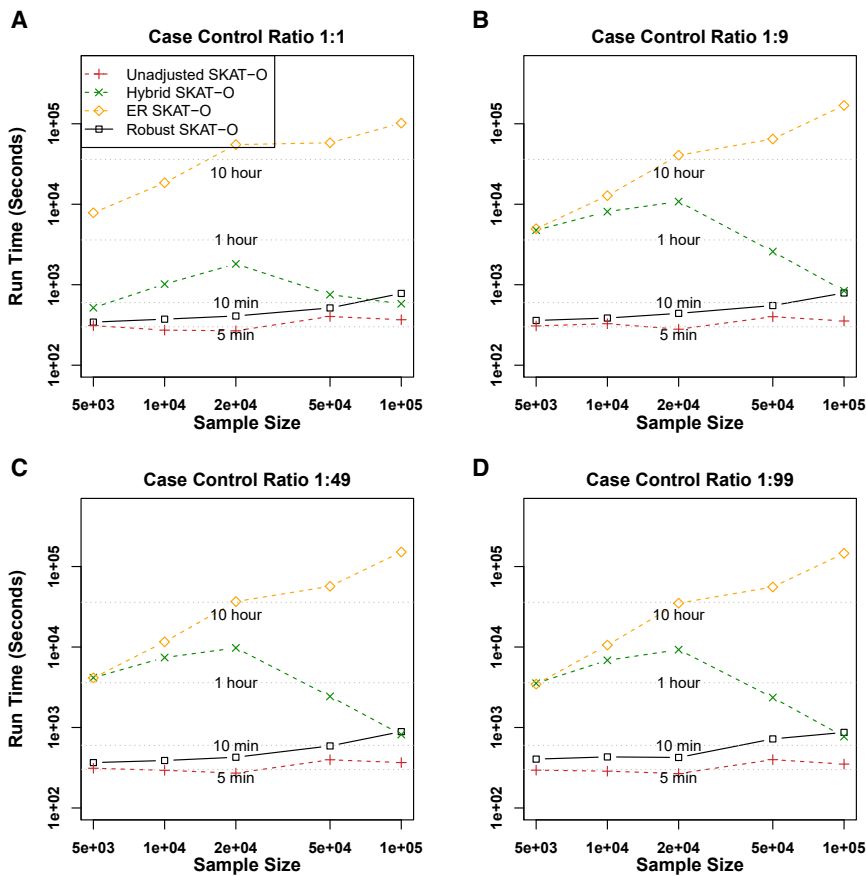 A
Case Control Ratio 1:1
Unadjusted SKAT−O
Hybrid SKAT−O
ER SKAT−O
Robust SKAT−O
10 hour
1 hour
10 min
5 min
1e+05
1e+04
1e+03
1e+02
Run Time (Seconds)
5e+03 1e+04 2e+04 5e+04 1e+05
Sample Size
B
Case Control Ratio 1:9
10 hour
1 hour
10 min
5 min
1e+05
1e+04
1e+03
1e+02
5e+03 1e+04 2e+04 5e+04 1e+05
Sample Size
C
Case Control Ratio 1:49
10 hour
1 hour
10 min
5 min
1e+05
1e+04
1e+03
1e+02
Run Time (Seconds)
5e+03 1e+04 2e+04 5e+04 1e+05
Sample Size
D
Case Control Ratio 1:99
10 hour
1 hour
10 min
5 min
1e+05
1e+04
1e+03
1e+02
5e+03 1e+04 2e+04 5e+04 1e+05
Sample Size